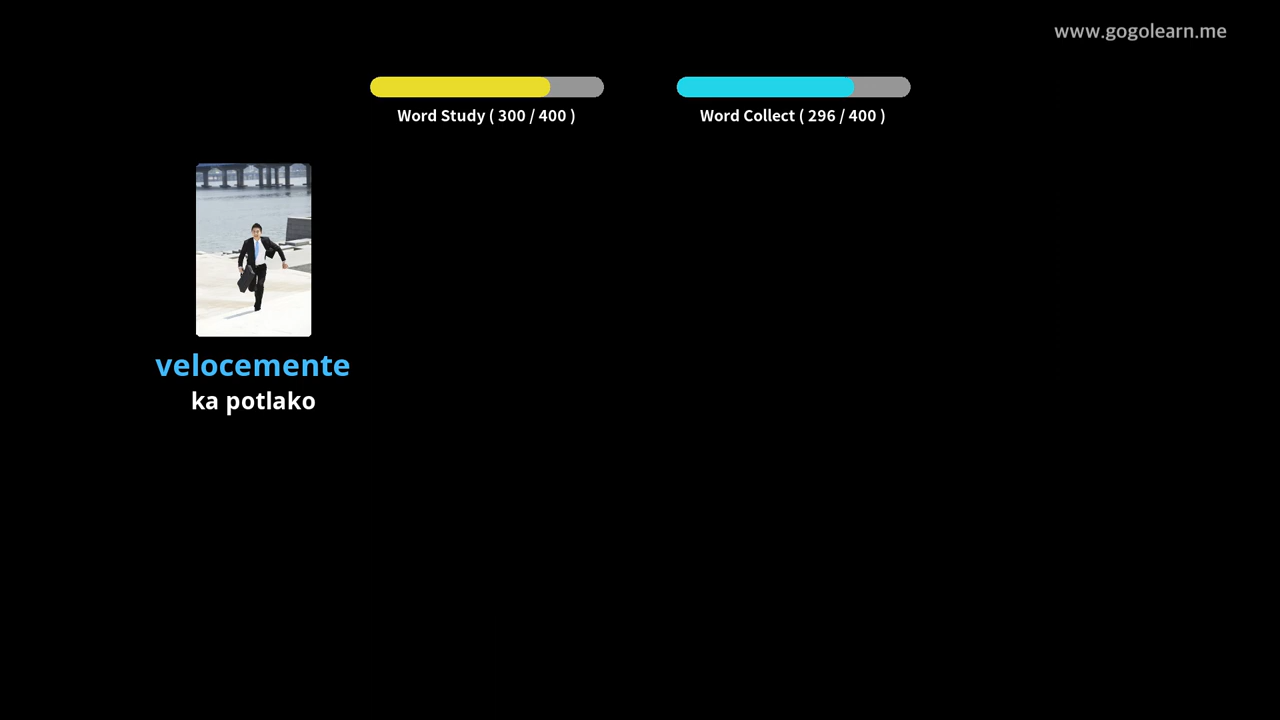 www.gogolearn.me
Word Study ( 300 / 400 )
Word Collect ( 296 / 400 )
velocemente
ka potlako